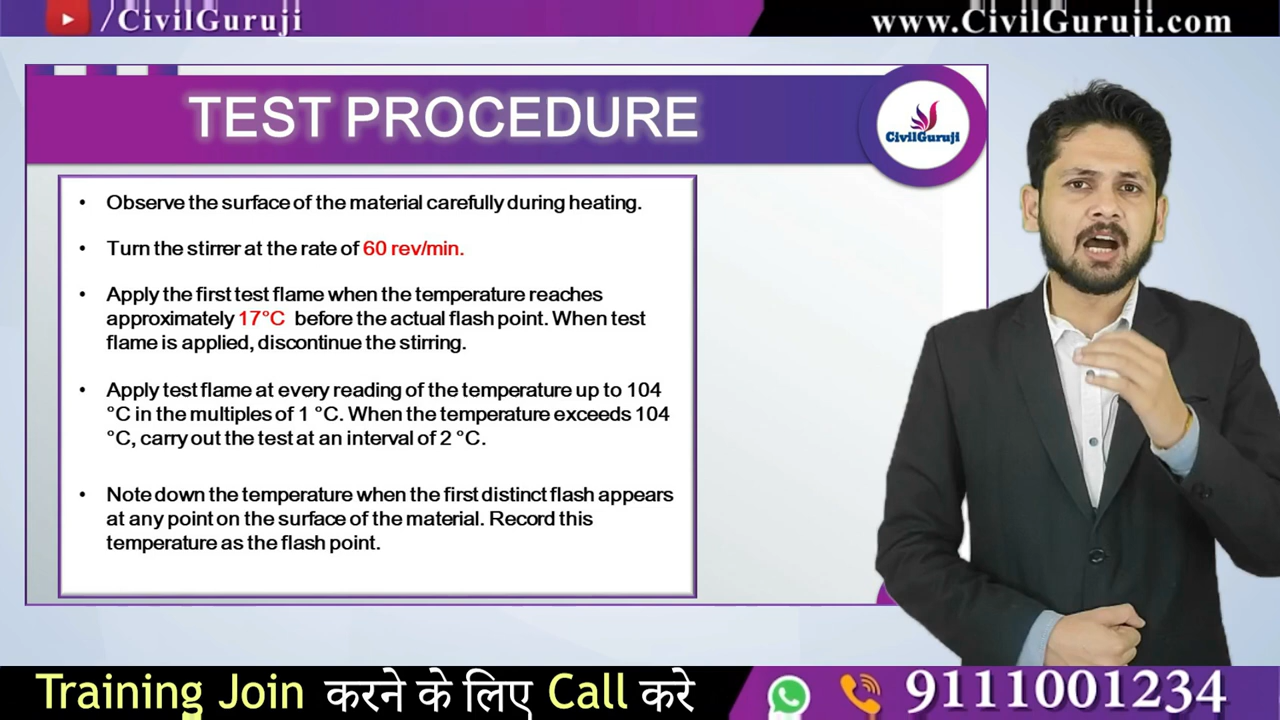 /CivilGuruji
www.CivilGuruji.com
TEST PROCEDURE
CivilGuruji
• Observe the surface of the material carefully during heating.
• Turn the stirrer at the rate of 60 rev/min.
• Apply the first test flame when the temperature reaches
approximately 17°C before the actual flash point. When test
flame is applied, discontinue the stirring.
• Apply test flame at every reading of the temperature up to 104
°C in the multiples of 1 °C. When the temperature exceeds 104
°C, carry out the test at an interval of 2 °C.
• Note down the temperature when the first distinct flash appears
at any point on the surface of the material. Record this
temperature as the flash point.
Training Join करने के लिए Call करे
9111001234